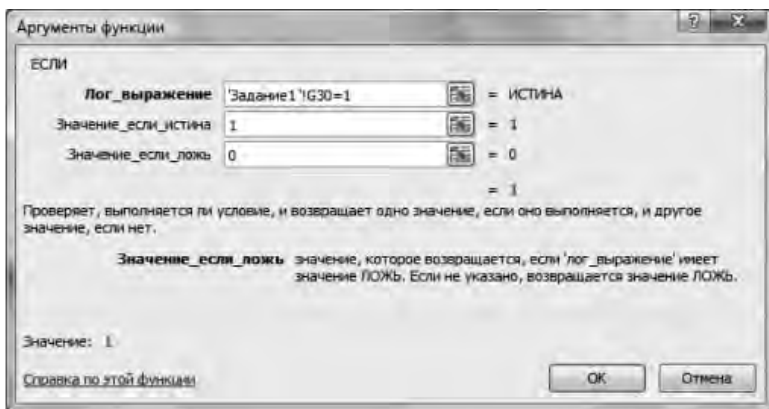 Аргументы функции
ЕСЛИ
Лог_выражение 'Задание1'!G30=1 = ИСТИНА
Значение_если_истина 1 = 1
Значение_если_ложь 0 = 0
= 1
Проверяет, выполняется ли условие, и возвращает одно значение, если оно выполняется, и другое
значение, если нет.
Значение_если_ложь значение, которое возвращается, если 'лог_выражение' имеет
значение ЛОЖЬ. Если не указано, возвращается значение ЛОЖЬ.
Значение: 1
Справка по этой функции ОК Отмена